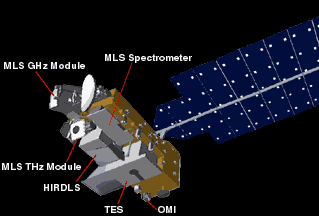 MLS Spectrometer
MLS GHz Module
MLS THz Module
HIRDLS
TES
OMI